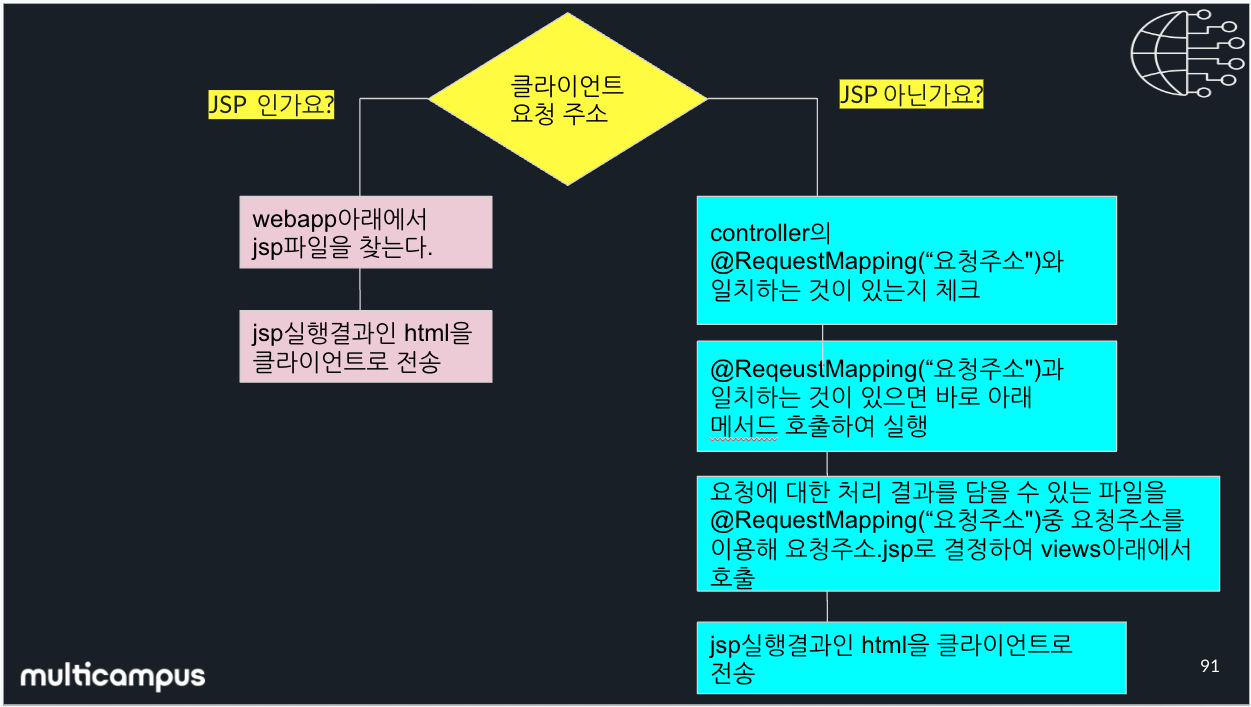 클라이언트
요청 주소
JSP 인가요?
JSP 아닌가요?
webapp아래에서
jsp파일을 찾는다.
jsp실행결과인 html을
클라이언트로 전송
controller의
@RequestMapping(“요청주소")와
일치하는 것이 있는지 체크
@ReqeustMapping(“요청주소")과
일치하는 것이 있으면 바로 아래
메서드 호출하여 실행
요청에 대한 처리 결과를 담을 수 있는 파일을
@RequestMapping(“요청주소")중 요청주소를
이용해 요청주소.jsp로 결정하여 views아래에서
호출
jsp실행결과인 html을 클라이언트로
전송
multicampus
91